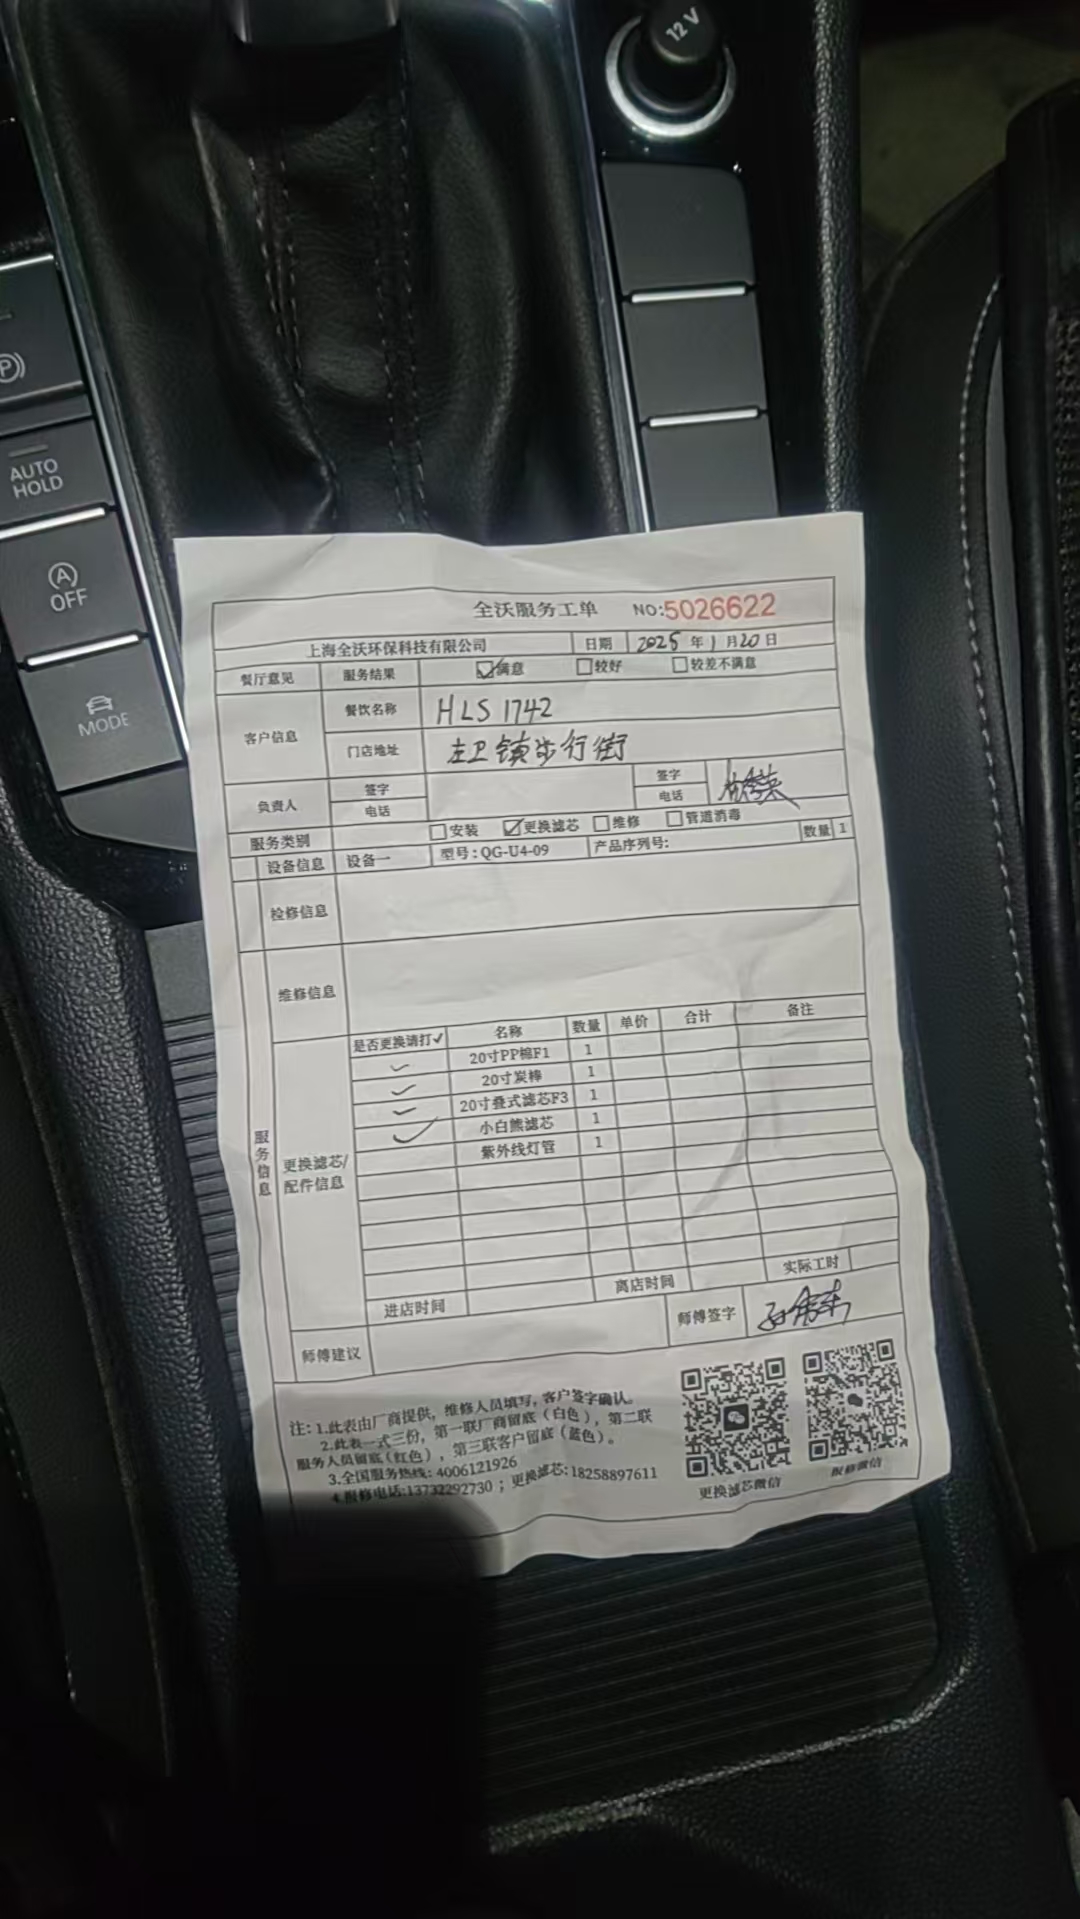 12 V
AUTO
HOLD
A
OFF
MODE
P
全沃服务工单 NO:5026622
上海全沃环保科技有限公司 日期 2025 年 1 月 20 日
餐厅意见 服务结果 满意 较好 较差不满意
客户信息 餐饮名称 HLS 1742
门店地址 左卫镇步行街
负责人 签字 签字
电话 电话
服务类别 安装 更换滤芯 维修 管道消毒
设备信息 设备一 型号:QG-U4-09 产品序列号: 数量 1
检修信息
维修信息
服务信息
更换滤芯/
配件信息
是否更换请打✓ 名称 数量 单价 合计 备注
✓ 20寸PP棉F1 1
✓ 20寸炭棒 1
✓ 20寸叠式滤芯F3 1
✓ 小白熊滤芯 1
紫外线灯管 1
进店时间 离店时间 实际工时
师傅建议 师傅签字
注: 1.此表由厂商提供, 维修人员填写, 客户签字确认。
2.此表一式三份, 第一联厂商留底 (白色), 第二联
服务人员留底 (红色), 第三联客户留底 (蓝色)。
3.全国服务热线: 4006121926
4.报修电话:13732292730 ; 更换滤芯:18258897611
更换滤芯微信 报修微信